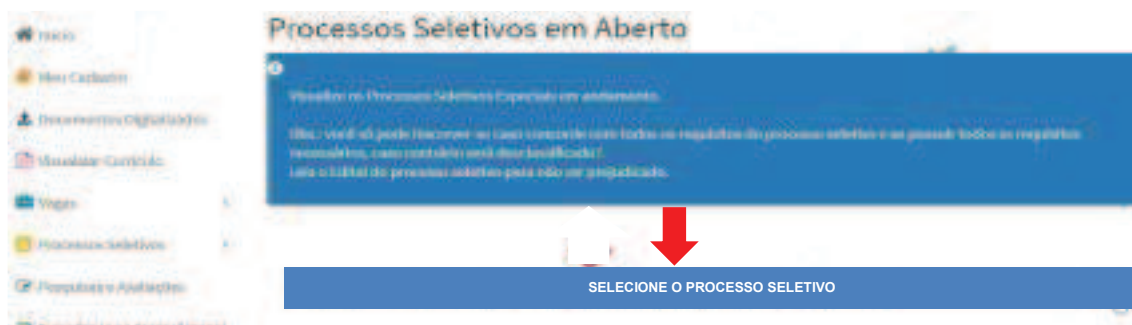 Início
Processos Seletivos em Aberto
Meu Cadastro
Documentos Digitalizados
Visualizar Currículo
Vagas
Processos Seletivos
Pesquisas e Avaliações
Visualize os Processos Seletivos Especiais em andamento.
Obs.: você só pode inscrever se caso concorde com todos os requisitos do processo seletivo e se possuir todos os requisitos
necessários, caso contrário será desclassificado!
Leia o Edital do processo seletivo para não ser prejudicado.
SELECIONE O PROCESSO SELETIVO